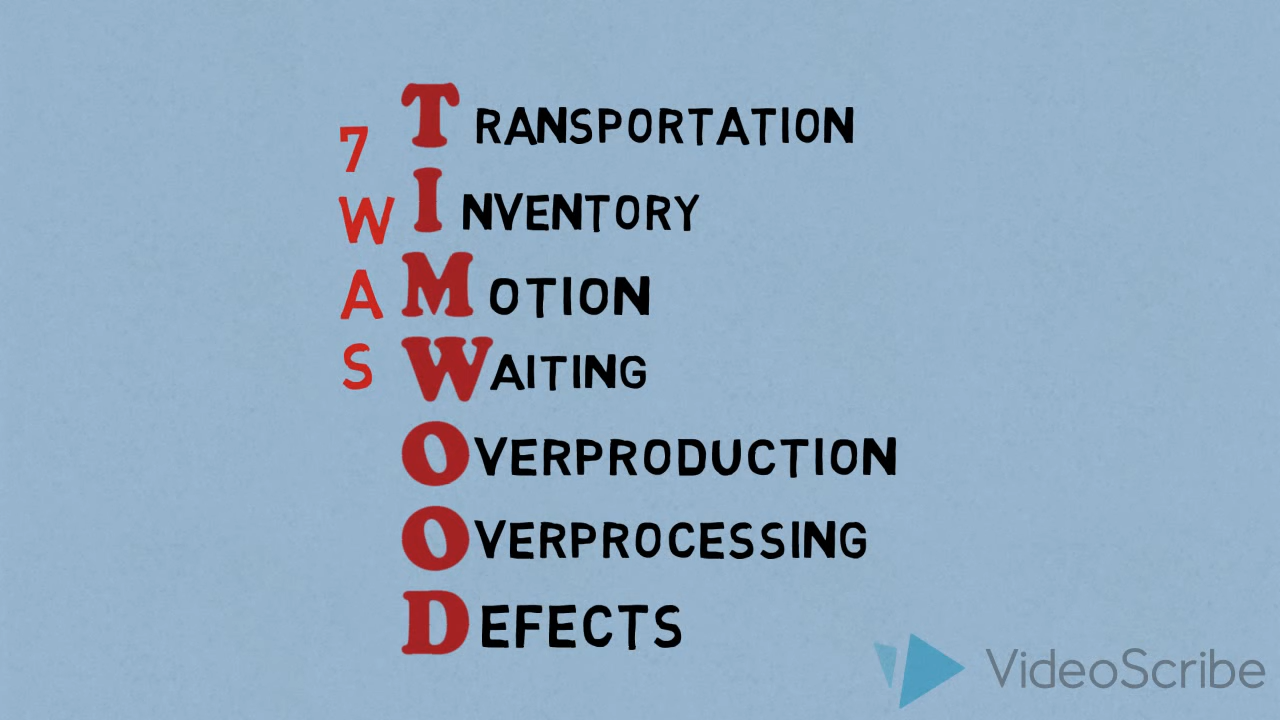 7
W
A
S
TRANSPORTATION
INVENTORY
MOTION
WAITING
OVERPRODUCTION
OVERPROCESSING
DEFECTS
VideoScribe